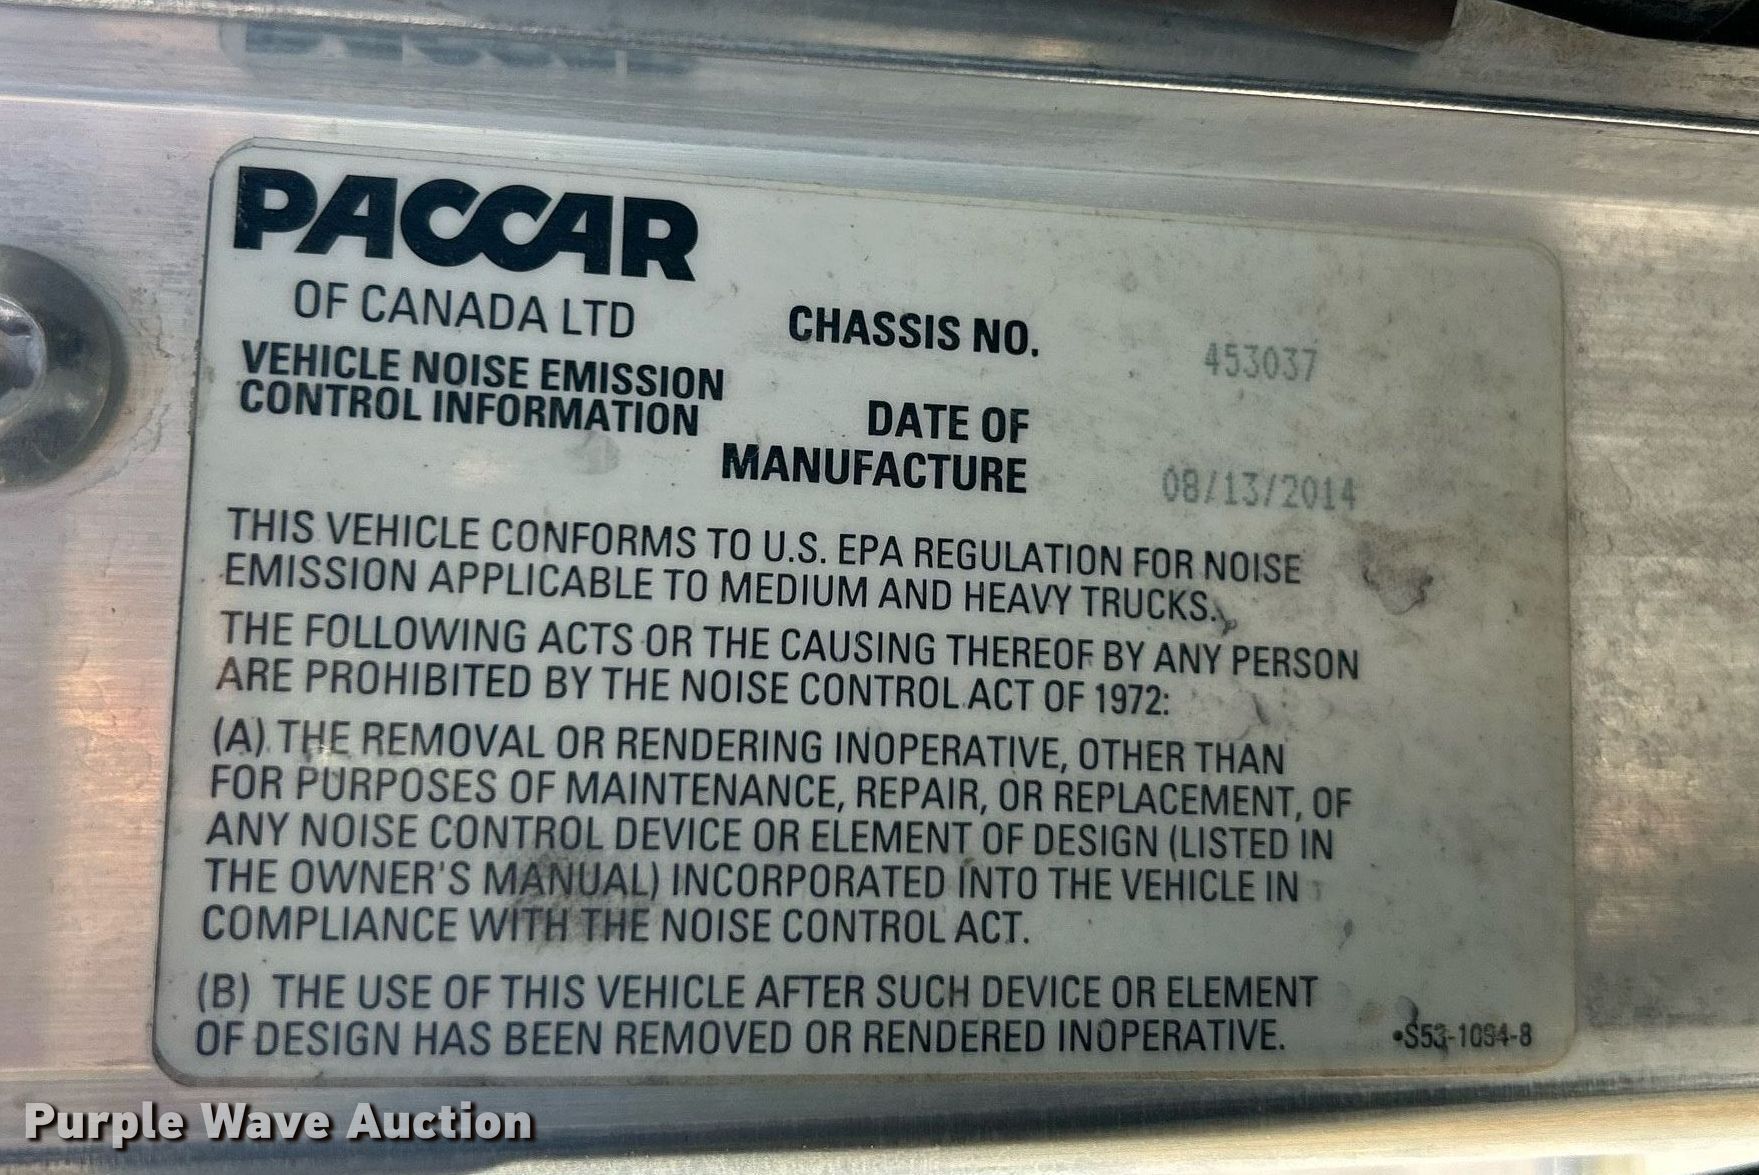 PACCAR
OF CANADA LTD
VEHICLE NOISE EMISSION
CONTROL INFORMATION
CHASSIS NO. 453037
DATE OF
MANUFACTURE 08/13/2014
THIS VEHICLE CONFORMS TO U.S. EPA REGULATION FOR NOISE
EMISSION APPLICABLE TO MEDIUM AND HEAVY TRUCKS.
THE FOLLOWING ACTS OR THE CAUSING THEREOF BY ANY PERSON
ARE PROHIBITED BY THE NOISE CONTROL ACT OF 1972:
(A) THE REMOVAL OR RENDERING INOPERATIVE, OTHER THAN
FOR PURPOSES OF MAINTENANCE, REPAIR, OR REPLACEMENT, OF
ANY NOISE CONTROL DEVICE OR ELEMENT OF DESIGN (LISTED IN
THE OWNER'S MANUAL) INCORPORATED INTO THE VEHICLE IN
COMPLIANCE WITH THE NOISE CONTROL ACT.
(B) THE USE OF THIS VEHICLE AFTER SUCH DEVICE OR ELEMENT
OF DESIGN HAS BEEN REMOVED OR RENDERED INOPERATIVE.
•S53-1094-8
Purple Wave Auction